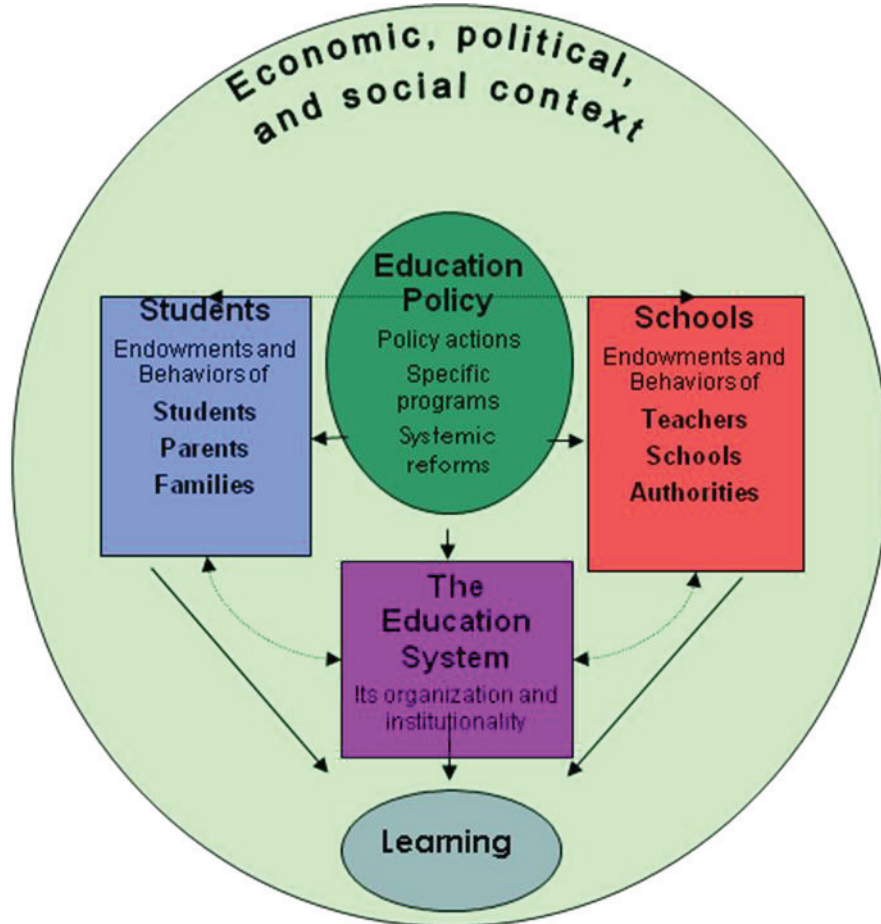 Economic, political,
and social context
Education
Policy
Policy actions
Specific
programs
Systemic
reforms
Students
Endowments and
Behaviors of
Students
Parents
Families
Schools
Endowments and
Behaviors of
Teachers
Schools
Authorities
The
Education
System
Its organization and
institutionality
Learning